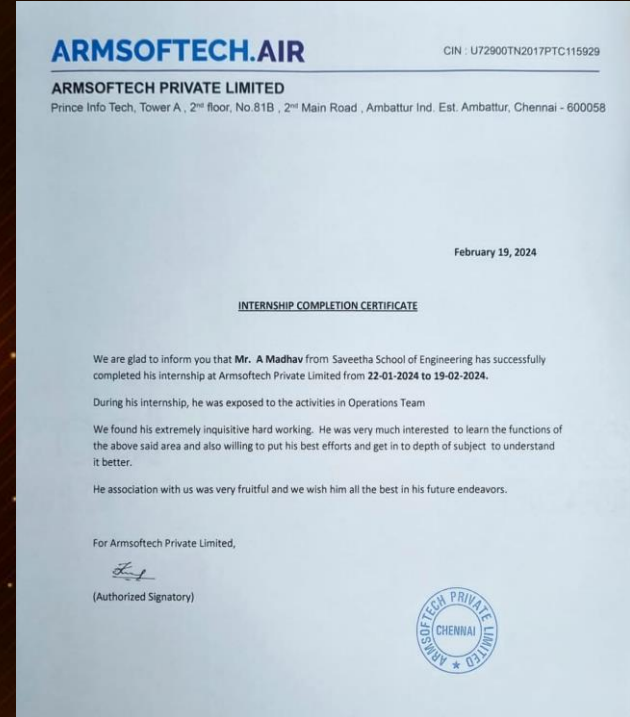 ARMSOFTECH.AIR
CIN : U72900TN2017PTC115929
ARMSOFTECH PRIVATE LIMITED
Prince Info Tech, Tower A , 2nd floor, No.81B , 2nd Main Road , Ambattur Ind. Est. Ambattur, Chennai - 600058
February 19, 2024
INTERNSHIP COMPLETION CERTIFICATE
We are glad to inform you that Mr. A Madhav from Saveetha School of Engineering has successfully
completed his internship at Armsoftech Private Limited from 22-01-2024 to 19-02-2024.
During his internship, he was exposed to the activities in Operations Team
We found his extremely inquisitive hard working. He was very much interested to learn the functions of
the above said area and also willing to put his best efforts and get in to depth of subject to understand
it better.
He association with us was very fruitful and we wish him all the best in his future endeavors.
For Armsoftech Private Limited,
(Authorized Signatory)
ARMSOFTECH PRIVATE LIMITED
CHENNAI